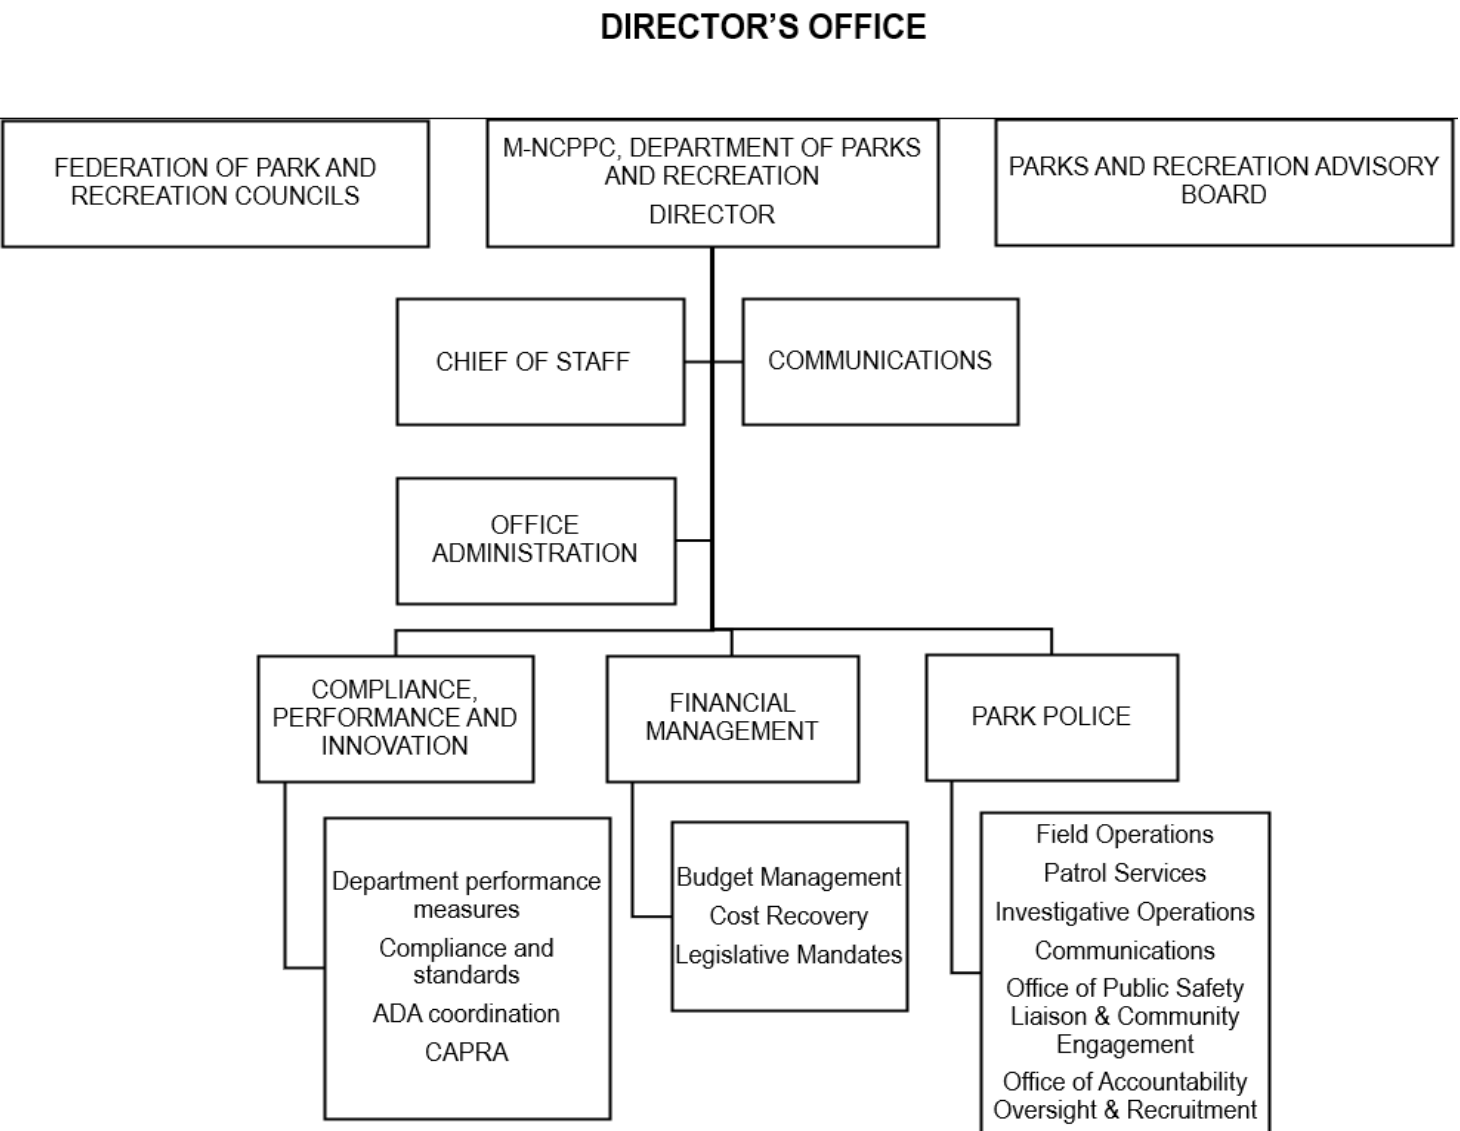 DIRECTOR’S OFFICE
FEDERATION OF PARK AND
RECREATION COUNCILS
M-NCPPC, DEPARTMENT OF PARKS
AND RECREATION
DIRECTOR
PARKS AND RECREATION ADVISORY
BOARD
CHIEF OF STAFF
COMMUNICATIONS
OFFICE
ADMINISTRATION
COMPLIANCE,
PERFORMANCE AND
INNOVATION
FINANCIAL
MANAGEMENT
PARK POLICE
Department performance
measures
Compliance and
standards
ADA coordination
CAPRA
Budget Management
Cost Recovery
Legislative Mandates
Field Operations
Patrol Services
Investigative Operations
Communications
Office of Public Safety
Liaison & Community
Engagement
Office of Accountability
Oversight & Recruitment